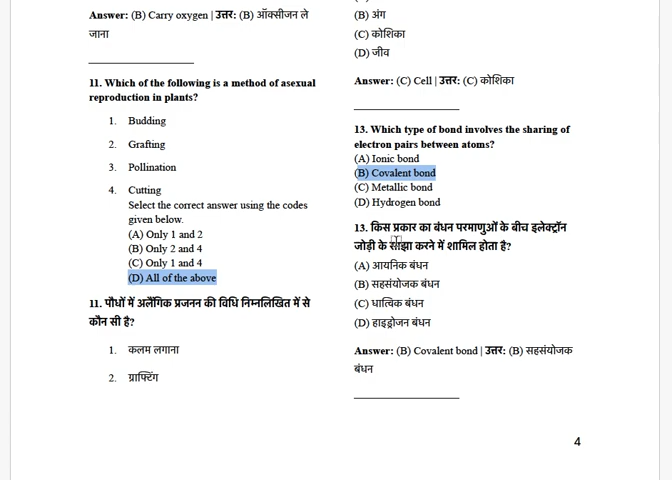 Answer: (B) Carry oxygen | उत्तर: (B) ऑक्सीजन ले
जाना
11. Which of the following is a method of asexual
reproduction in plants?
1. Budding
2. Grafting
3. Pollination
4. Cutting
Select the correct answer using the codes
given below.
(A) Only 1 and 2
(B) Only 2 and 4
(C) Only 1 and 4
(D) All of the above
11. पौधों में अलैंगिक प्रजनन की विधि निम्नलिखित में से
कौन सी है?
1. कलम लगाना
2. ग्राफ्टिंग
(B) अंग
(C) कोशिका
(D) जीव
Answer: (C) Cell | उत्तर: (C) कोशिका
13. Which type of bond involves the sharing of
electron pairs between atoms?
(A) Ionic bond
(B) Covalent bond
(C) Metallic bond
(D) Hydrogen bond
13. किस प्रकार का बंधन परमाणुओं के बीच इलेक्ट्रॉन
जोड़ी के साझा करने में शामिल होता है?
(A) आयनिक बंधन
(B) सहसंयोजक बंधन
(C) धात्विक बंधन
(D) हाइड्रोजन बंधन
Answer: (B) Covalent bond | उत्तर: (B) सहसंयोजक
बंधन
4